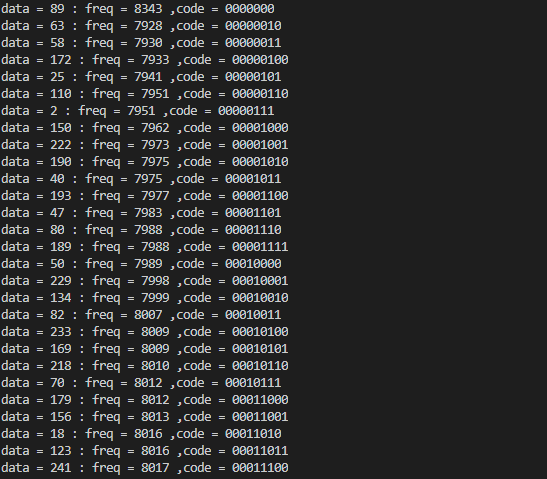 data = 89 : freq = 8343 ,code = 0000000
data = 63 : freq = 7928 ,code = 00000010
data = 58 : freq = 7930 ,code = 00000011
data = 172 : freq = 7933 ,code = 00000100
data = 25 : freq = 7941 ,code = 00000101
data = 110 : freq = 7951 ,code = 00000110
data = 2 : freq = 7951 ,code = 00000111
data = 150 : freq = 7962 ,code = 00001000
data = 222 : freq = 7973 ,code = 00001001
data = 190 : freq = 7975 ,code = 00001010
data = 40 : freq = 7975 ,code = 00001011
data = 193 : freq = 7977 ,code = 00001100
data = 47 : freq = 7983 ,code = 00001101
data = 80 : freq = 7988 ,code = 00001110
data = 189 : freq = 7988 ,code = 00001111
data = 50 : freq = 7989 ,code = 00010000
data = 229 : freq = 7998 ,code = 00010001
data = 134 : freq = 7999 ,code = 00010010
data = 82 : freq = 8007 ,code = 00010011
data = 233 : freq = 8009 ,code = 00010100
data = 169 : freq = 8009 ,code = 00010101
data = 218 : freq = 8010 ,code = 00010110
data = 70 : freq = 8012 ,code = 00010111
data = 179 : freq = 8012 ,code = 00011000
data = 156 : freq = 8013 ,code = 00011001
data = 18 : freq = 8016 ,code = 00011010
data = 123 : freq = 8016 ,code = 00011011
data = 241 : freq = 8017 ,code = 00011100